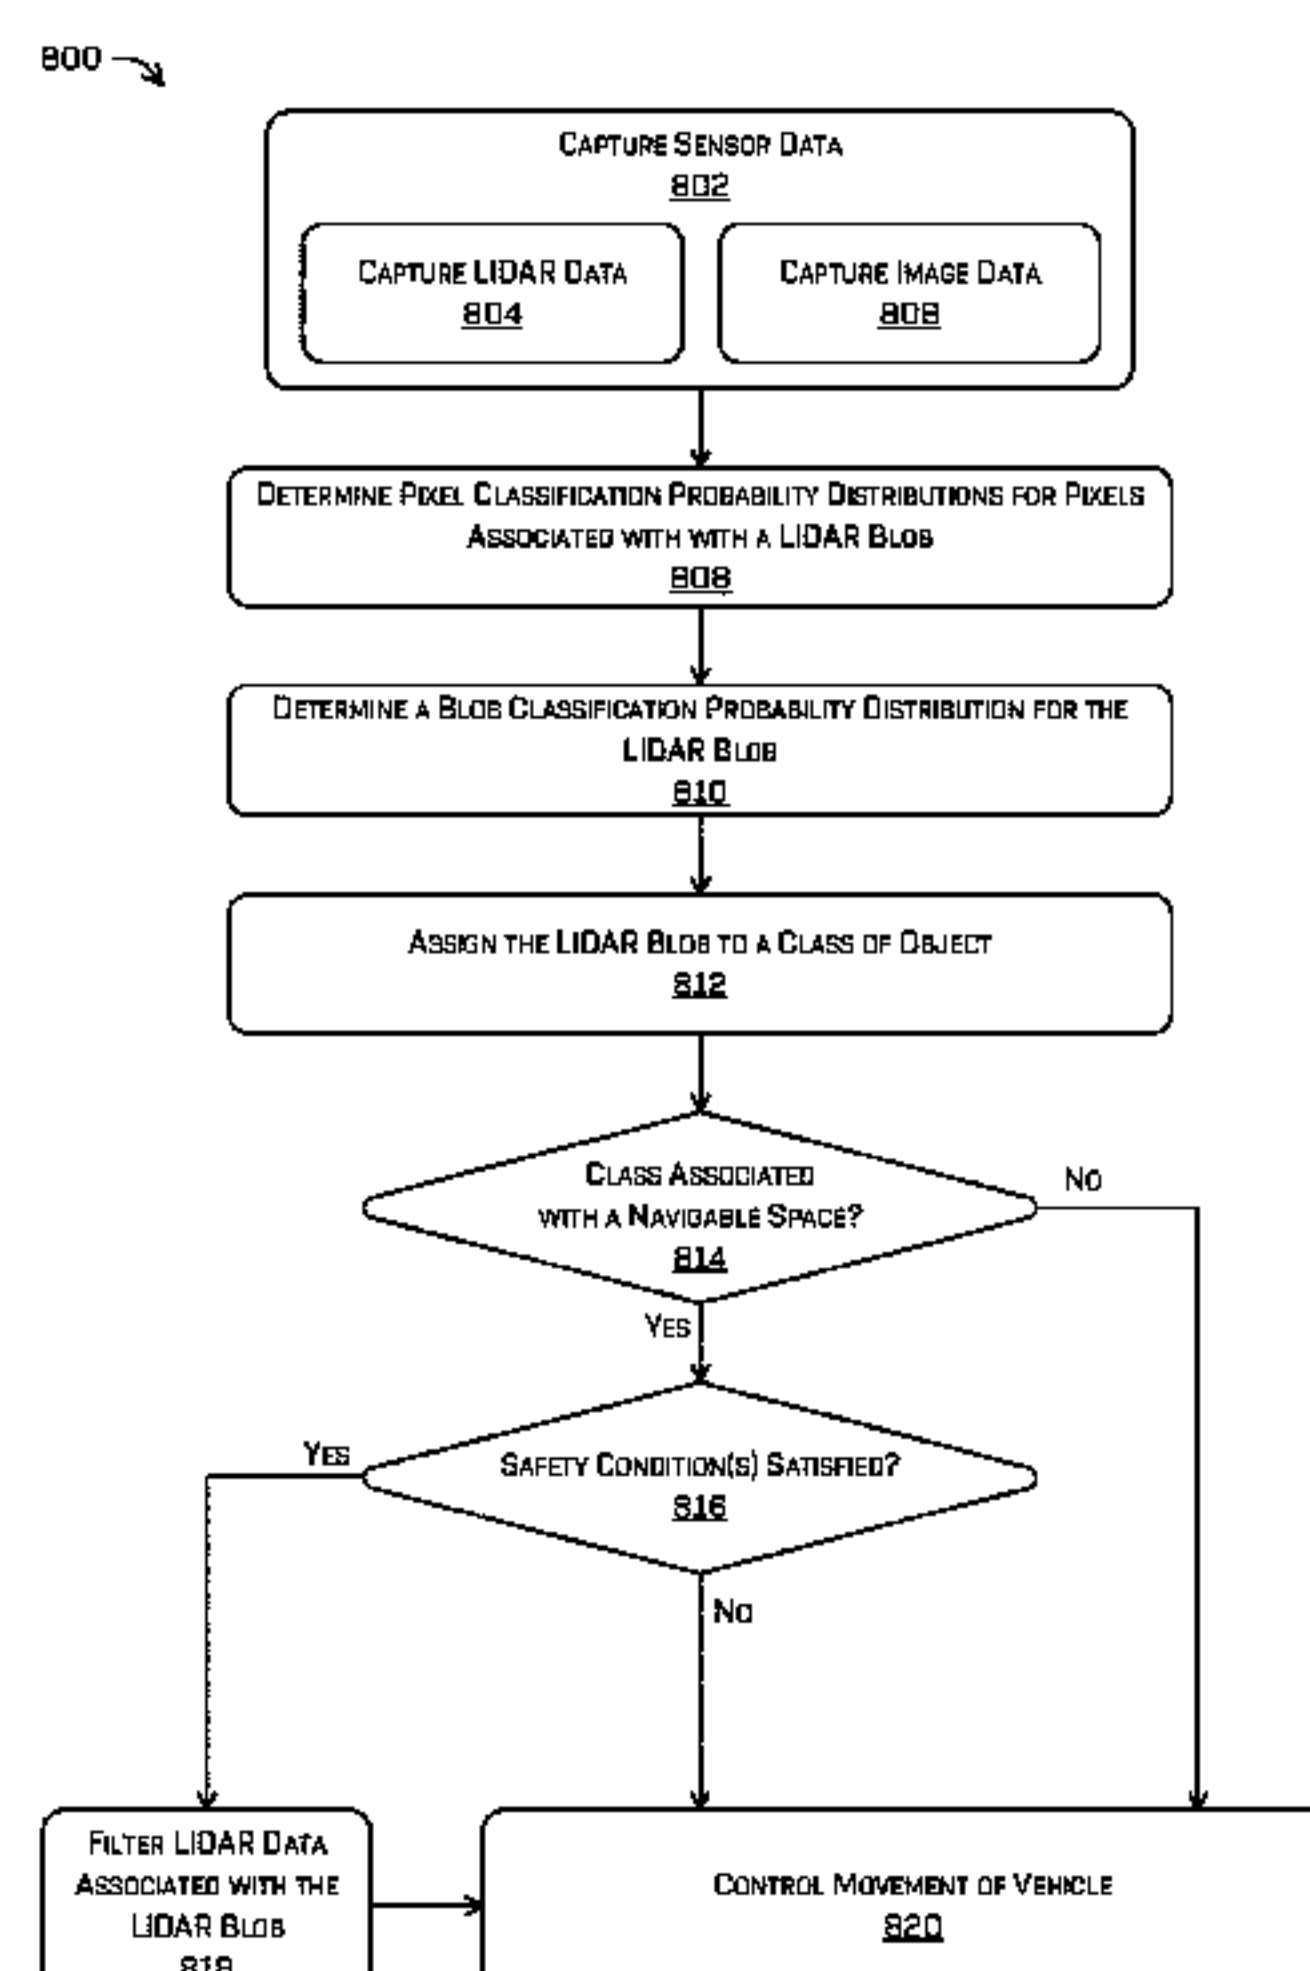 800
CAPTURE SENSOR DATA
802
CAPTURE LIDAR DATA
804
CAPTURE IMAGE DATA
806
DETERMINE PIXEL CLASSIFICATION PROBABILITY DISTRIBUTIONS FOR PIXELS
ASSOCIATED WITH WITH A LIDAR BLOB
808
DETERMINE A BLOB CLASSIFICATION PROBABILITY DISTRIBUTION FOR THE
LIDAR BLOB
810
ASSIGN THE LIDAR BLOB TO A CLASS OF OBJECT
812
CLASS ASSOCIATED
WITH A NAVIGABLE SPACE?
814
NO
YES
SAFETY CONDITION(S) SATISFIED?
816
YES
NO
FILTER LIDAR DATA
ASSOCIATED WITH THE
LIDAR BLOB
818
CONTROL MOVEMENT OF VEHICLE
820